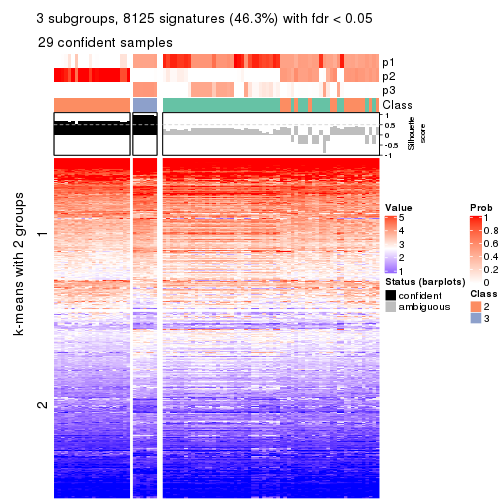 3 subgroups, 8125 signatures (46.3%) with fdr < 0.05
29 confident samples
p1
p2
p3
Class
1
0.5
0
-0.5
-1
Silhouette
score
k-means with 2 groups
1
2
Value
5
4
3
2
1
Status (barplots)
confident
ambiguous
Prob
1
0.8
0.6
0.4
0.2
0
Class
2
3